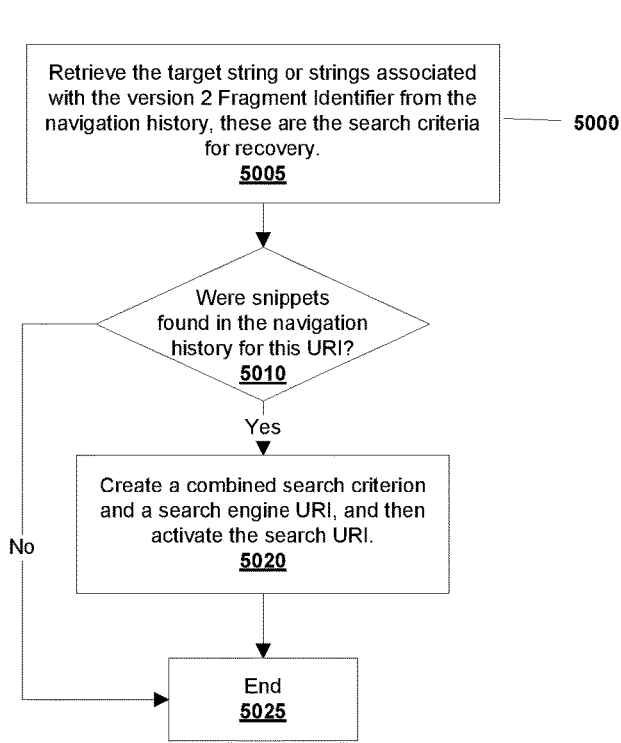 Retrieve the target string or strings associated
with the version 2 Fragment Identifier from the
navigation history, these are the search criteria
for recovery.
5005
5000
Were snippets
found in the navigation
history for this URI?
5010
Yes
Create a combined search criterion
and a search engine URI, and then
activate the search URI.
5020
No
End
5025